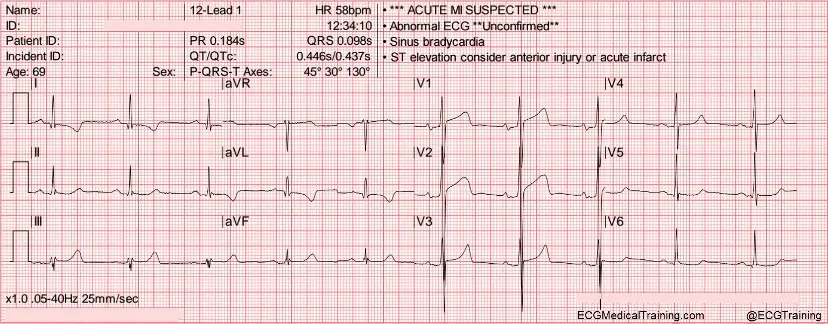 Name:
12-Lead 1
HR 58bpm
• *** ACUTE MI SUSPECTED ***
ID:
12:34:10
• Abnormal ECG **Unconfirmed**
Patient ID:
PR 0.184s
QRS 0.098s
• Sinus bradycardia
Incident ID:
QT/QTc:
0.446s/0.437s
• ST elevation consider anterior injury or acute infarct
Age: 69
Sex:
P-QRS-T Axes:
45° 30° 130°
I
aVR
V1
V4
II
aVL
V2
V5
III
aVF
V3
V6
x1.0 .05-40Hz 25mm/sec
ECGMedicalTraining.com
@ECGTraining